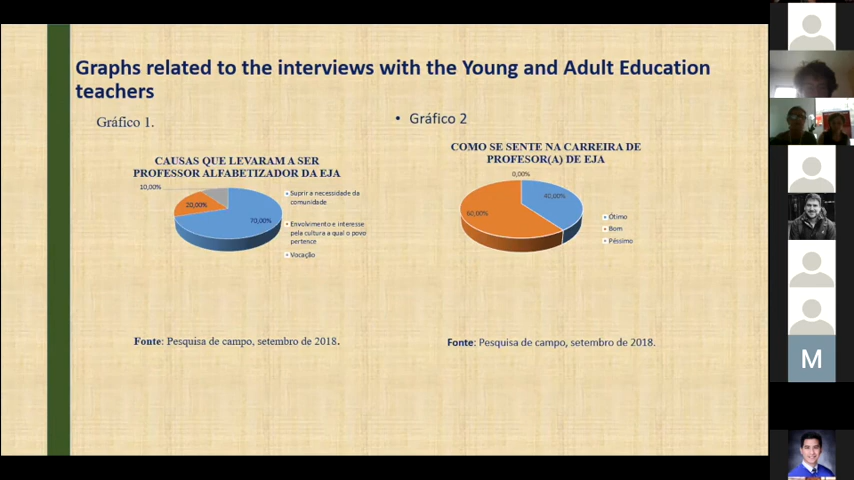 Graphs related to the interviews with the Young and Adult Education
teachers
Gráfico 1.
CAUSAS QUE LEVARAM A SER
PROFESSOR ALFABETIZADOR DA EJA
10,00%
20,00%
70,00%
Suprir a necessidade da
comunidade
Envolvimento e interesse
pela cultura a qual o povo
pertence
Vocação
Fonte: Pesquisa de campo, setembro de 2018.
• Gráfico 2
COMO SE SENTE NA CARREIRA DE
PROFESOR(A) DE EJA
0,00%
40,00%
60,00%
Ótimo
Bom
Péssimo
Fonte: Pesquisa de campo, setembro de 2018.
M